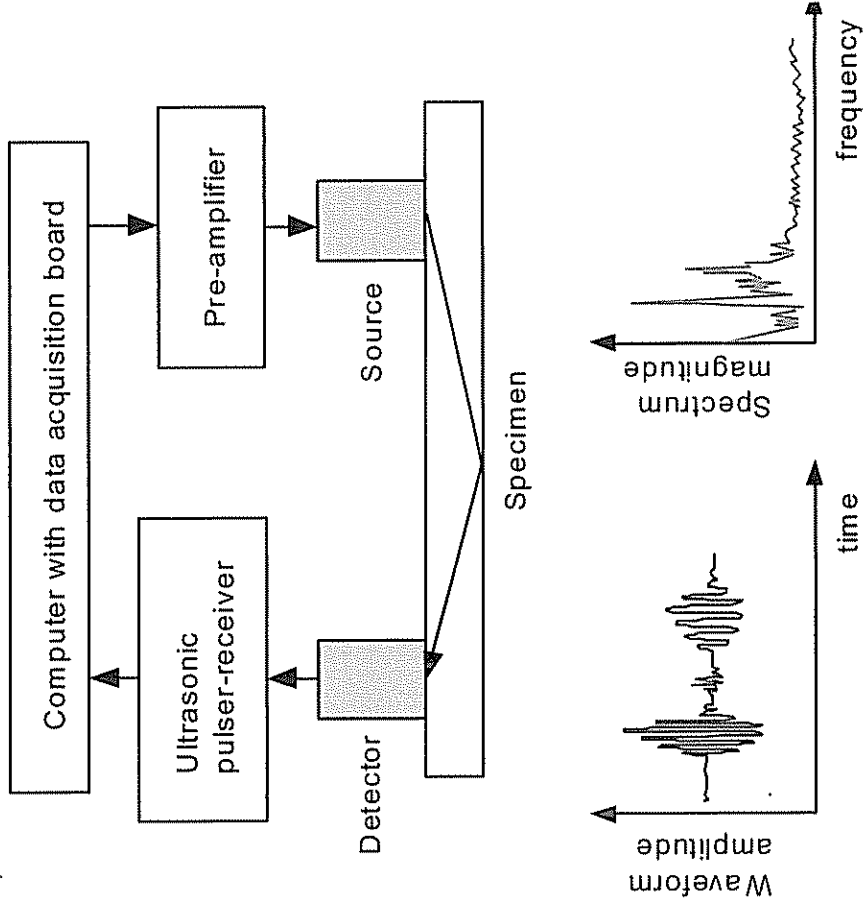 Computer with data acquisition board
Ultrasonic
pulser-receiver
Pre-amplifier
Detector
Source
Specimen
Waveform
amplitude
time
Spectrum
magnitude
frequency